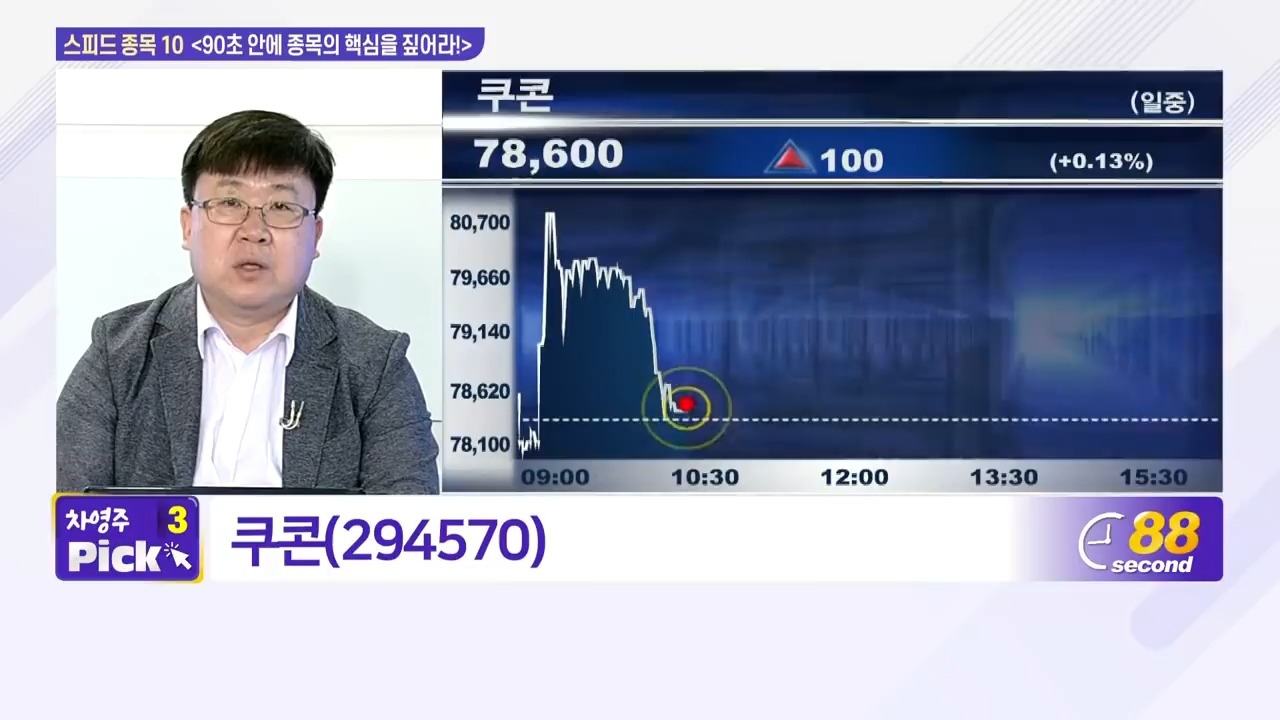 스피드 종목 10 <90초 안에 종목의 핵심을 짚어라!>
쿠콘
(일중)
78,600
▲ 100
(+0.13%)
80,700
79,660
79,140
78,620
78,100
09:00
10:30
12:00
13:30
15:30
차영주 3
Pick
쿠콘(294570)
88
second